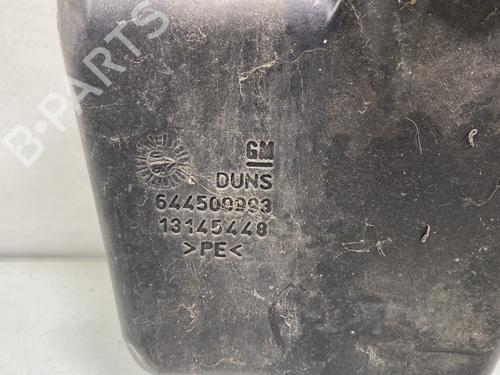 B-PARTS
GM
DUNS
644500993
13145448
>PE<